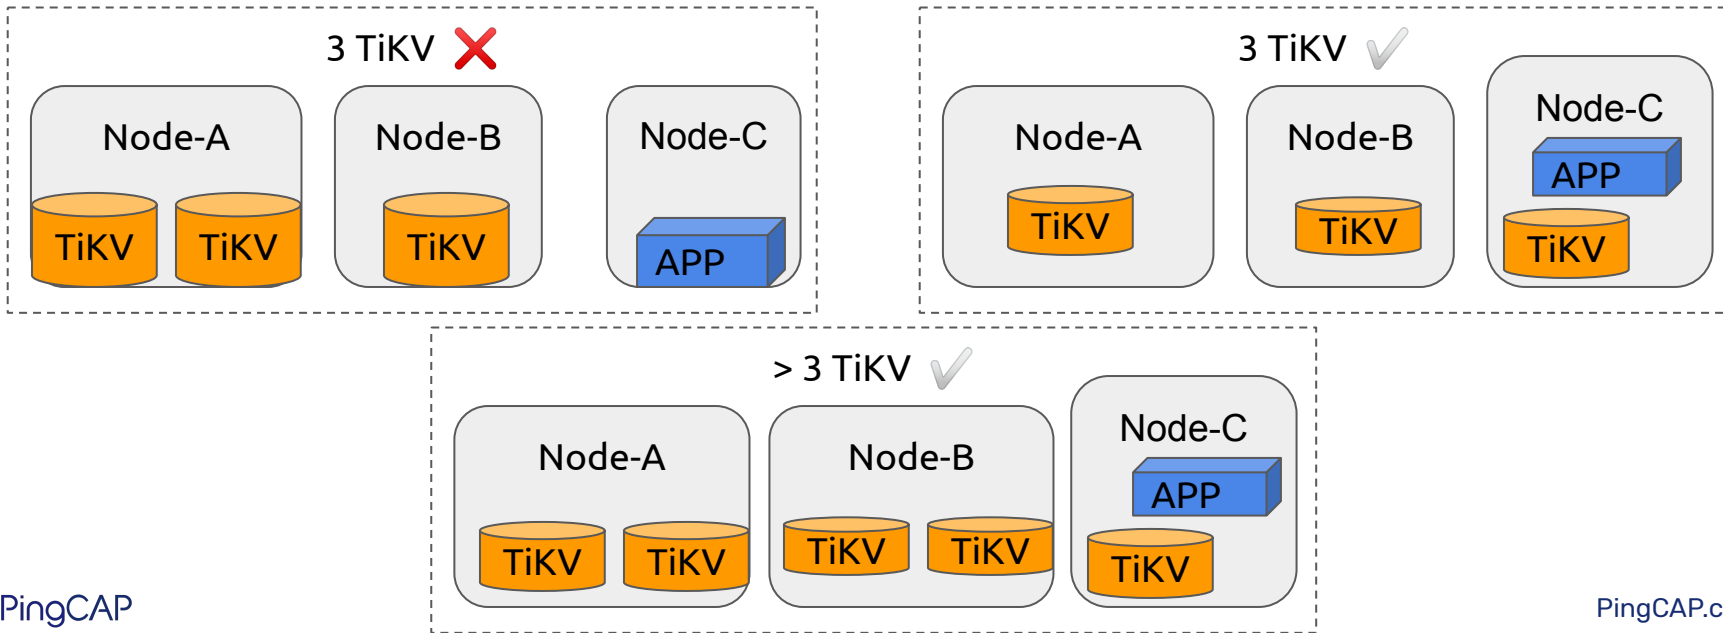 3 TiKV ❌
Node-A
Node-B
Node-C
TiKV
TiKV
TiKV
APP
3 TiKV ✔
Node-A
Node-B
Node-C
APP
TiKV
TiKV
TiKV
> 3 TiKV ✔
Node-A
Node-B
Node-C
APP
TiKV
TiKV
TiKV
TiKV
TiKV
PingCAP
PingCAP.c